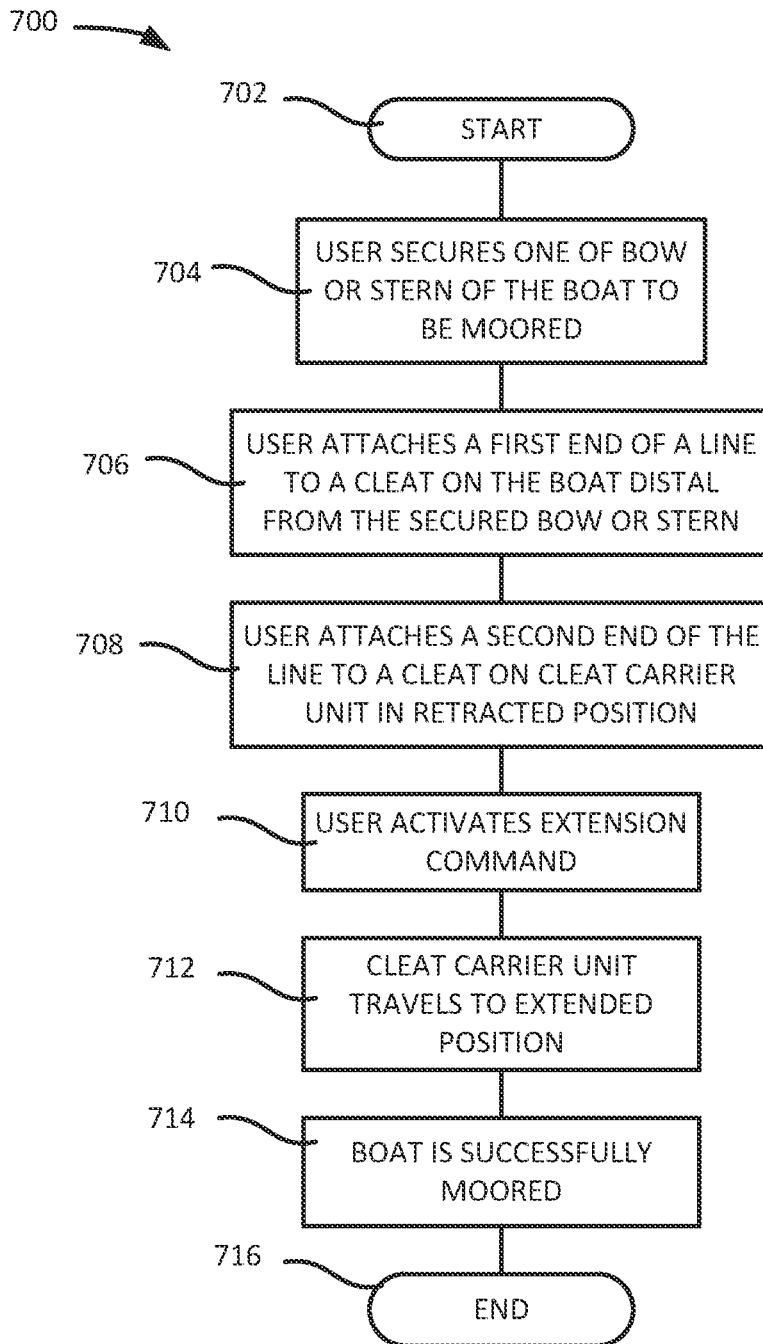 700
702
START
704
USER SECURES ONE OF BOW
OR STERN OF THE BOAT TO
BE MOORED
706
USER ATTACHES A FIRST END OF A LINE
TO A CLEAT ON THE BOAT DISTAL
FROM THE SECURED BOW OR STERN
708
USER ATTACHES A SECOND END OF THE
LINE TO A CLEAT ON CLEAT CARRIER
UNIT IN RETRACTED POSITION
710
USER ACTIVATES EXTENSION
COMMAND
712
CLEAT CARRIER UNIT
TRAVELS TO EXTENDED
POSITION
714
BOAT IS SUCCESSFULLY
MOORED
716
END